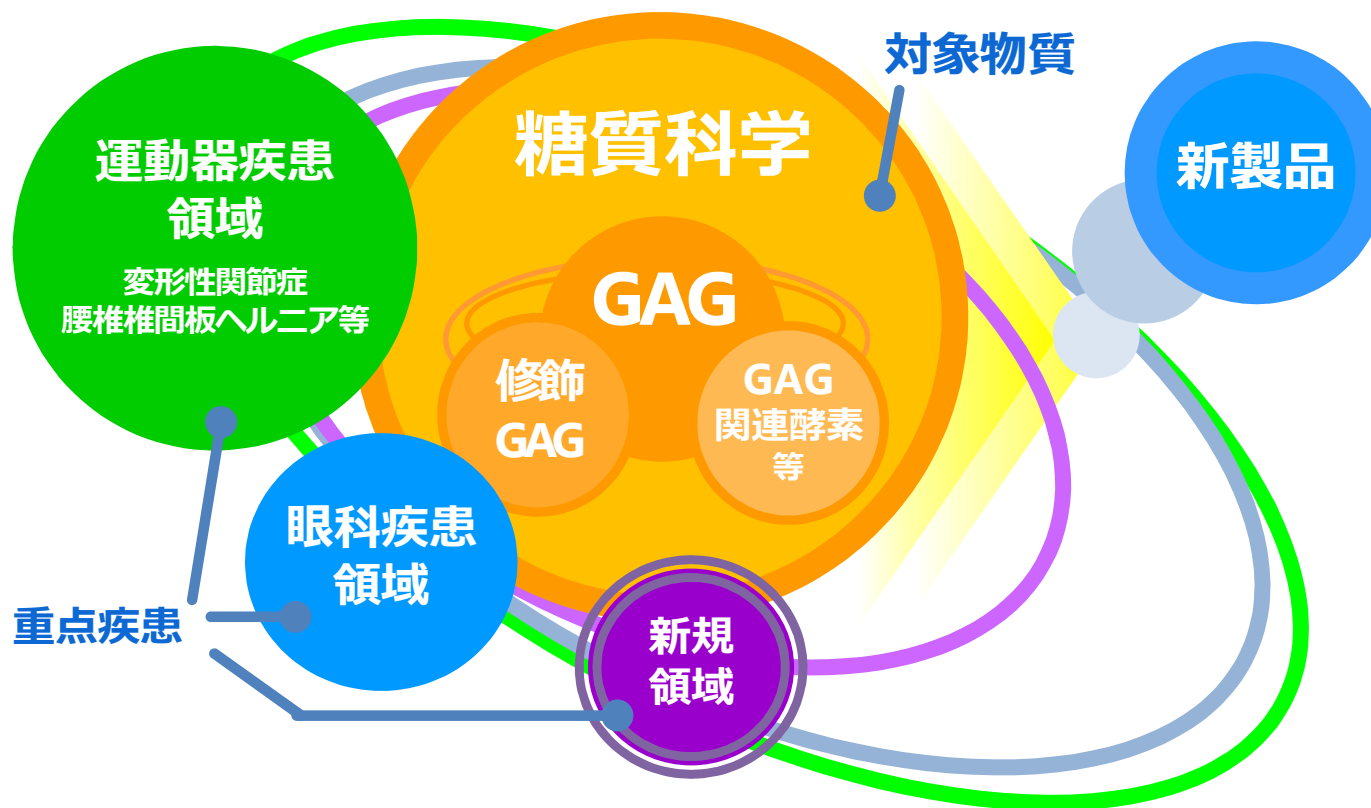 対象物質
糖質科学
新製品
運動器疾患
領域
変形性関節症
腰椎椎間板ヘルニア等
GAG
修飾
GAG
GAG
関連酵素
等
眼科疾患
領域
重点疾患
新規
領域